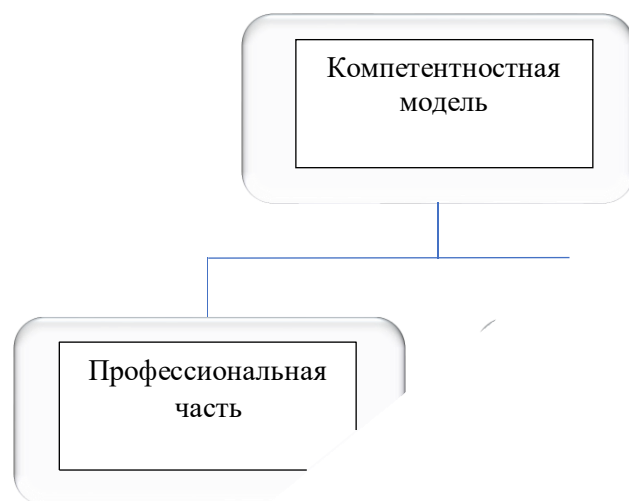 Компетентностная
модель
Профессиональная
часть